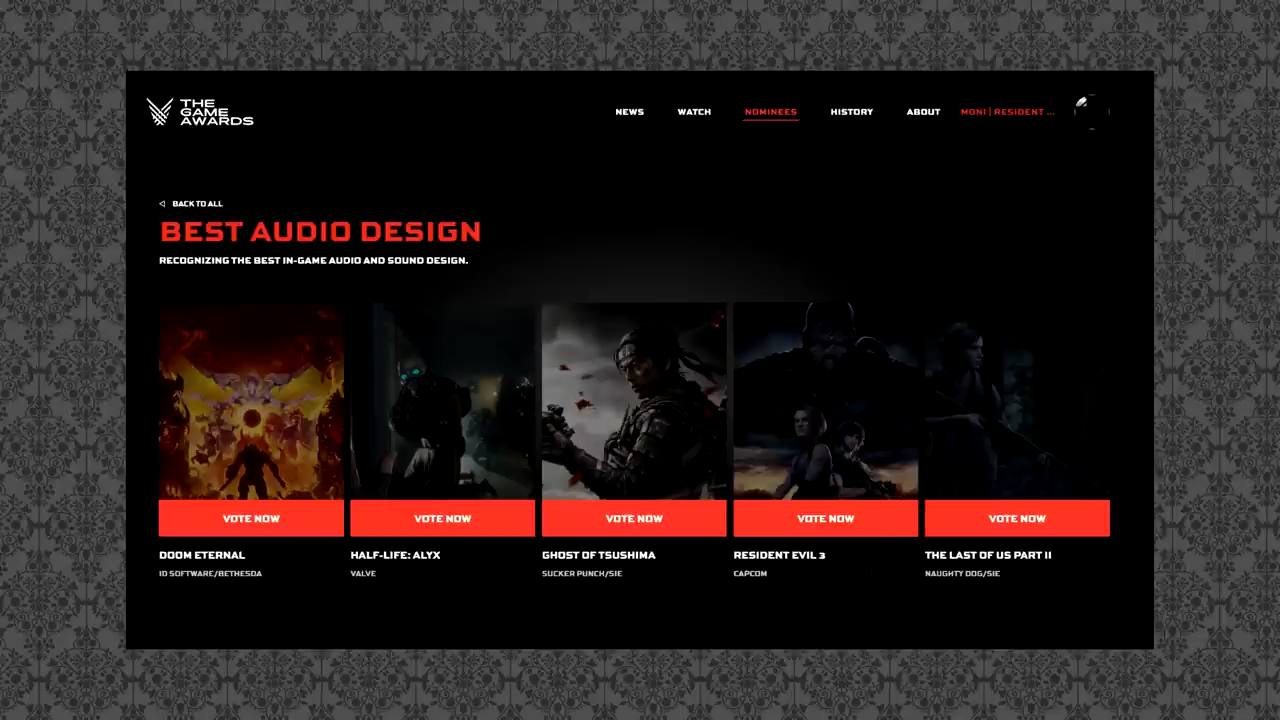 THE
GAME
AWARDS
NEWS WATCH NOMINEES HISTORY ABOUT MONI | RESIDENT ...
BACK TO ALL
BEST AUDIO DESIGN
RECOGNIZING THE BEST IN-GAME AUDIO AND SOUND DESIGN.
VOTE NOW VOTE NOW VOTE NOW VOTE NOW VOTE NOW
DOOM ETERNAL HALF-LIFE: ALYX GHOST OF TSUSHIMA RESIDENT EVIL 3 THE LAST OF US PART II
ID SOFTWARE/BETHESDA VALVE SUCKER PUNCH/SIE CAPCOM NAUGHTY DOG/SIE